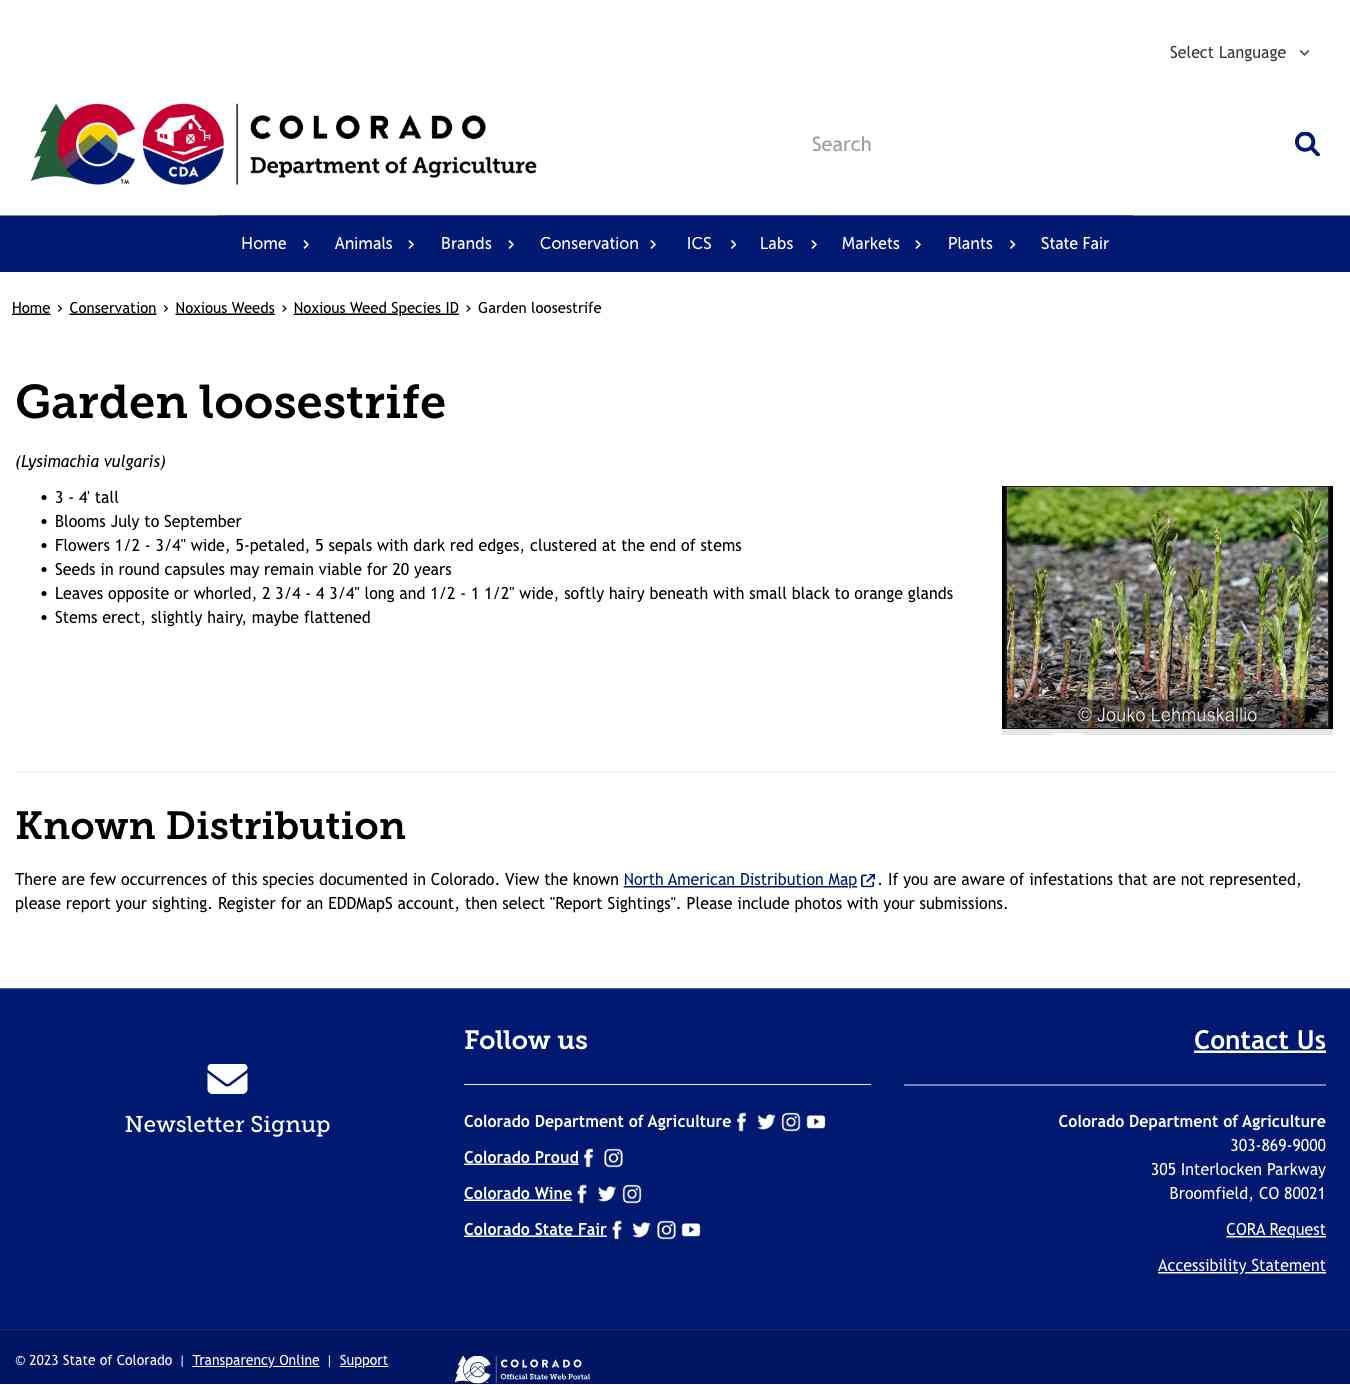 Select Language
COLORADO
Department of Agriculture
CDA
TM
Search
Home Animals Brands Conservation ICS Labs Markets Plants State Fair
Home › Conservation › Noxious Weeds › Noxious Weed Species ID › Garden loosestrife
Garden loosestrife
(Lysimachia vulgaris)
• 3 - 4' tall
• Blooms July to September
• Flowers 1/2 - 3/4" wide, 5-petaled, 5 sepals with dark red edges, clustered at the end of stems
• Seeds in round capsules may remain viable for 20 years
• Leaves opposite or whorled, 2 3/4 - 4 3/4" long and 1/2 - 1 1/2" wide, softly hairy beneath with small black to orange glands
• Stems erect, slightly hairy, maybe flattened
© Jouko Lehmuskallio
Known Distribution
There are few occurrences of this species documented in Colorado. View the known North American Distribution Map. If you are aware of infestations that are not represented,
please report your sighting. Register for an EDDMapS account, then select "Report Sightings". Please include photos with your submissions.
Newsletter Signup
Follow us
Colorado Department of Agriculture
Colorado Proud
Colorado Wine
Colorado State Fair
Contact Us
Colorado Department of Agriculture
303-869-9000
305 Interlocken Parkway
Broomfield, CO 80021
CORA Request
Accessibility Statement
© 2023 State of Colorado | Transparency Online | Support
COLORADO
Official State Web Portal